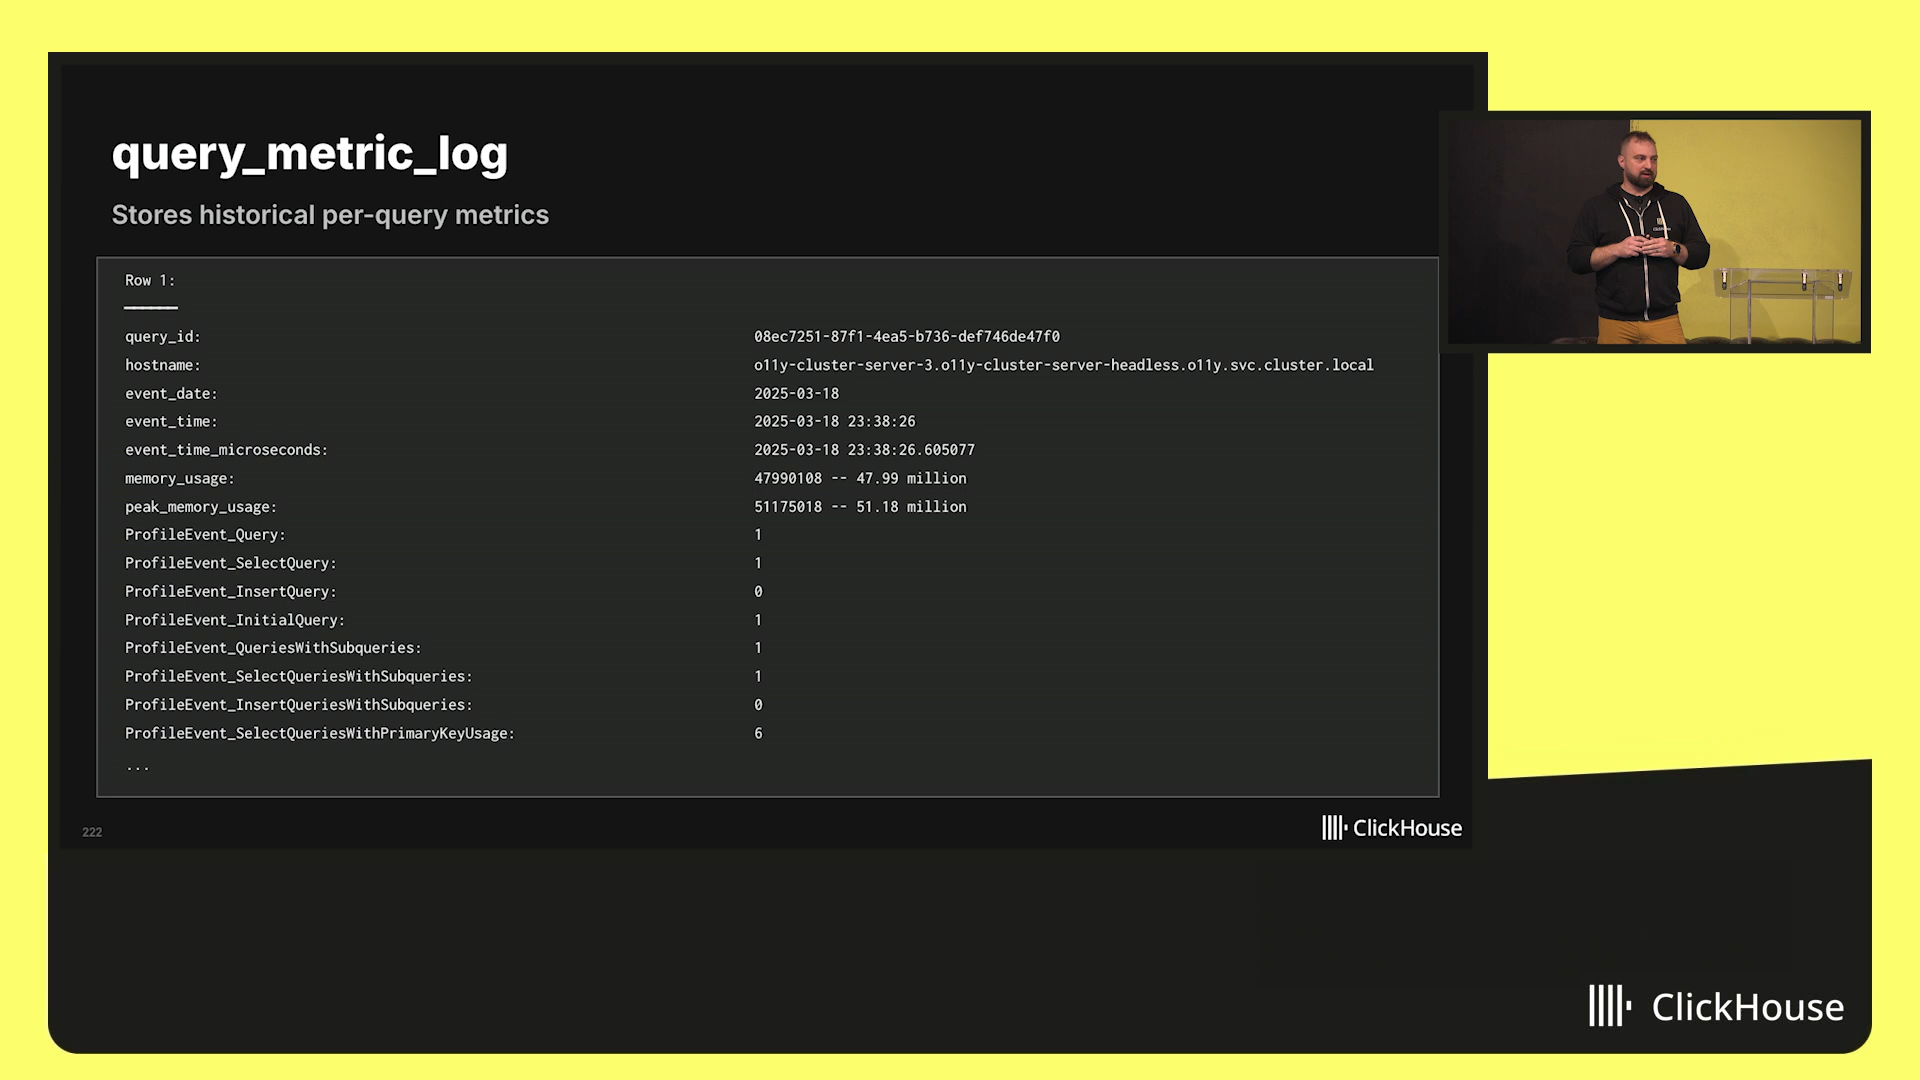 query_metric_log
Stores historical per-query metrics
Row 1:
query_id: 08ec7251-87f1-4ea5-b736-def746de47f0
hostname: o11y-cluster-server-3.o11y-cluster-server-headless.o11y.svc.cluster.local
event_date: 2025-03-18
event_time: 2025-03-18 23:38:26
event_time_microseconds: 2025-03-18 23:38:26.605077
memory_usage: 47990108 -- 47.99 million
peak_memory_usage: 51175018 -- 51.18 million
ProfileEvent_Query: 1
ProfileEvent_SelectQuery: 1
ProfileEvent_InsertQuery: 0
ProfileEvent_InitialQuery: 1
ProfileEvent_QueriesWithSubqueries: 1
ProfileEvent_SelectQueriesWithSubqueries: 1
ProfileEvent_InsertQueriesWithSubqueries: 0
ProfileEvent_SelectQueriesWithPrimaryKeyUsage: 6
...
222
ClickHouse
ClickHouse